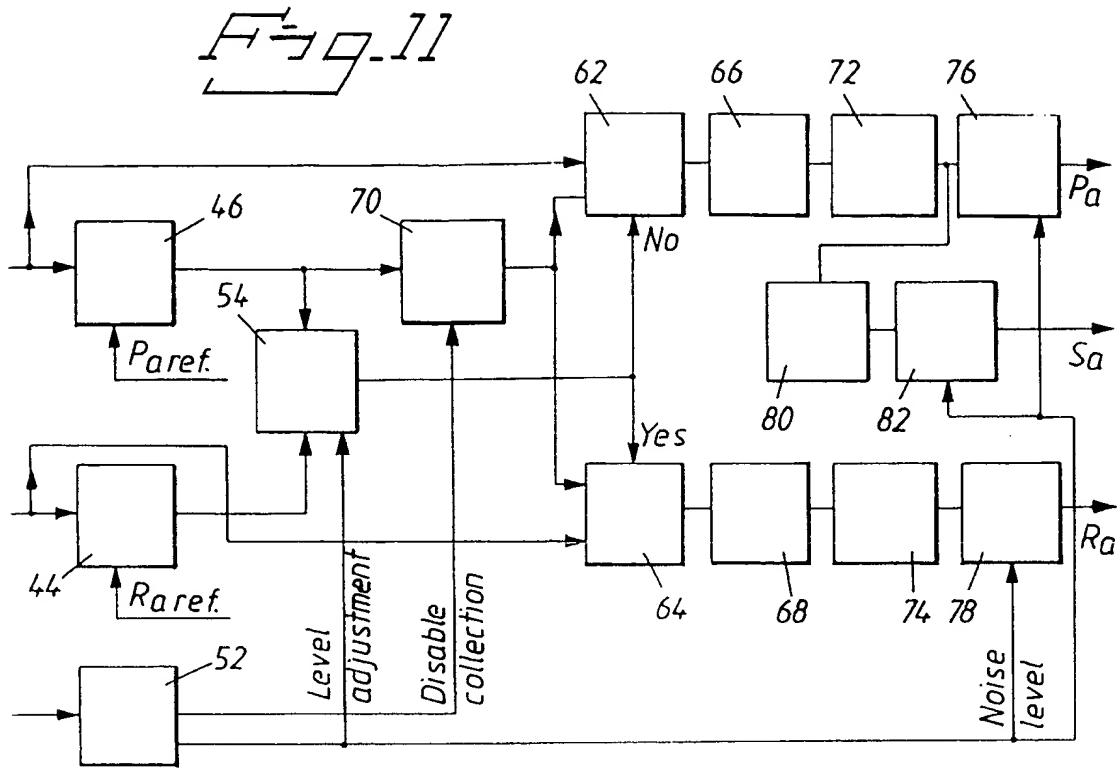 Fig. 11
62
66
72
76
Pa
46
70
No
54
Pa ref.
80
82
Sa
Yes
44
Ra ref.
64
68
74
78
Ra
52
Level
adjustment
Disable
collection
Noise
level